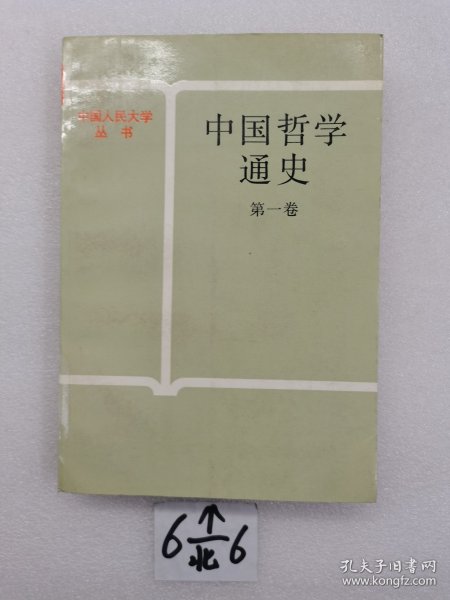 中国人民大学
丛书
中国哲学
通史
第一卷
6 ↑ 6
北
孔夫子旧书网
www.kongfz.com